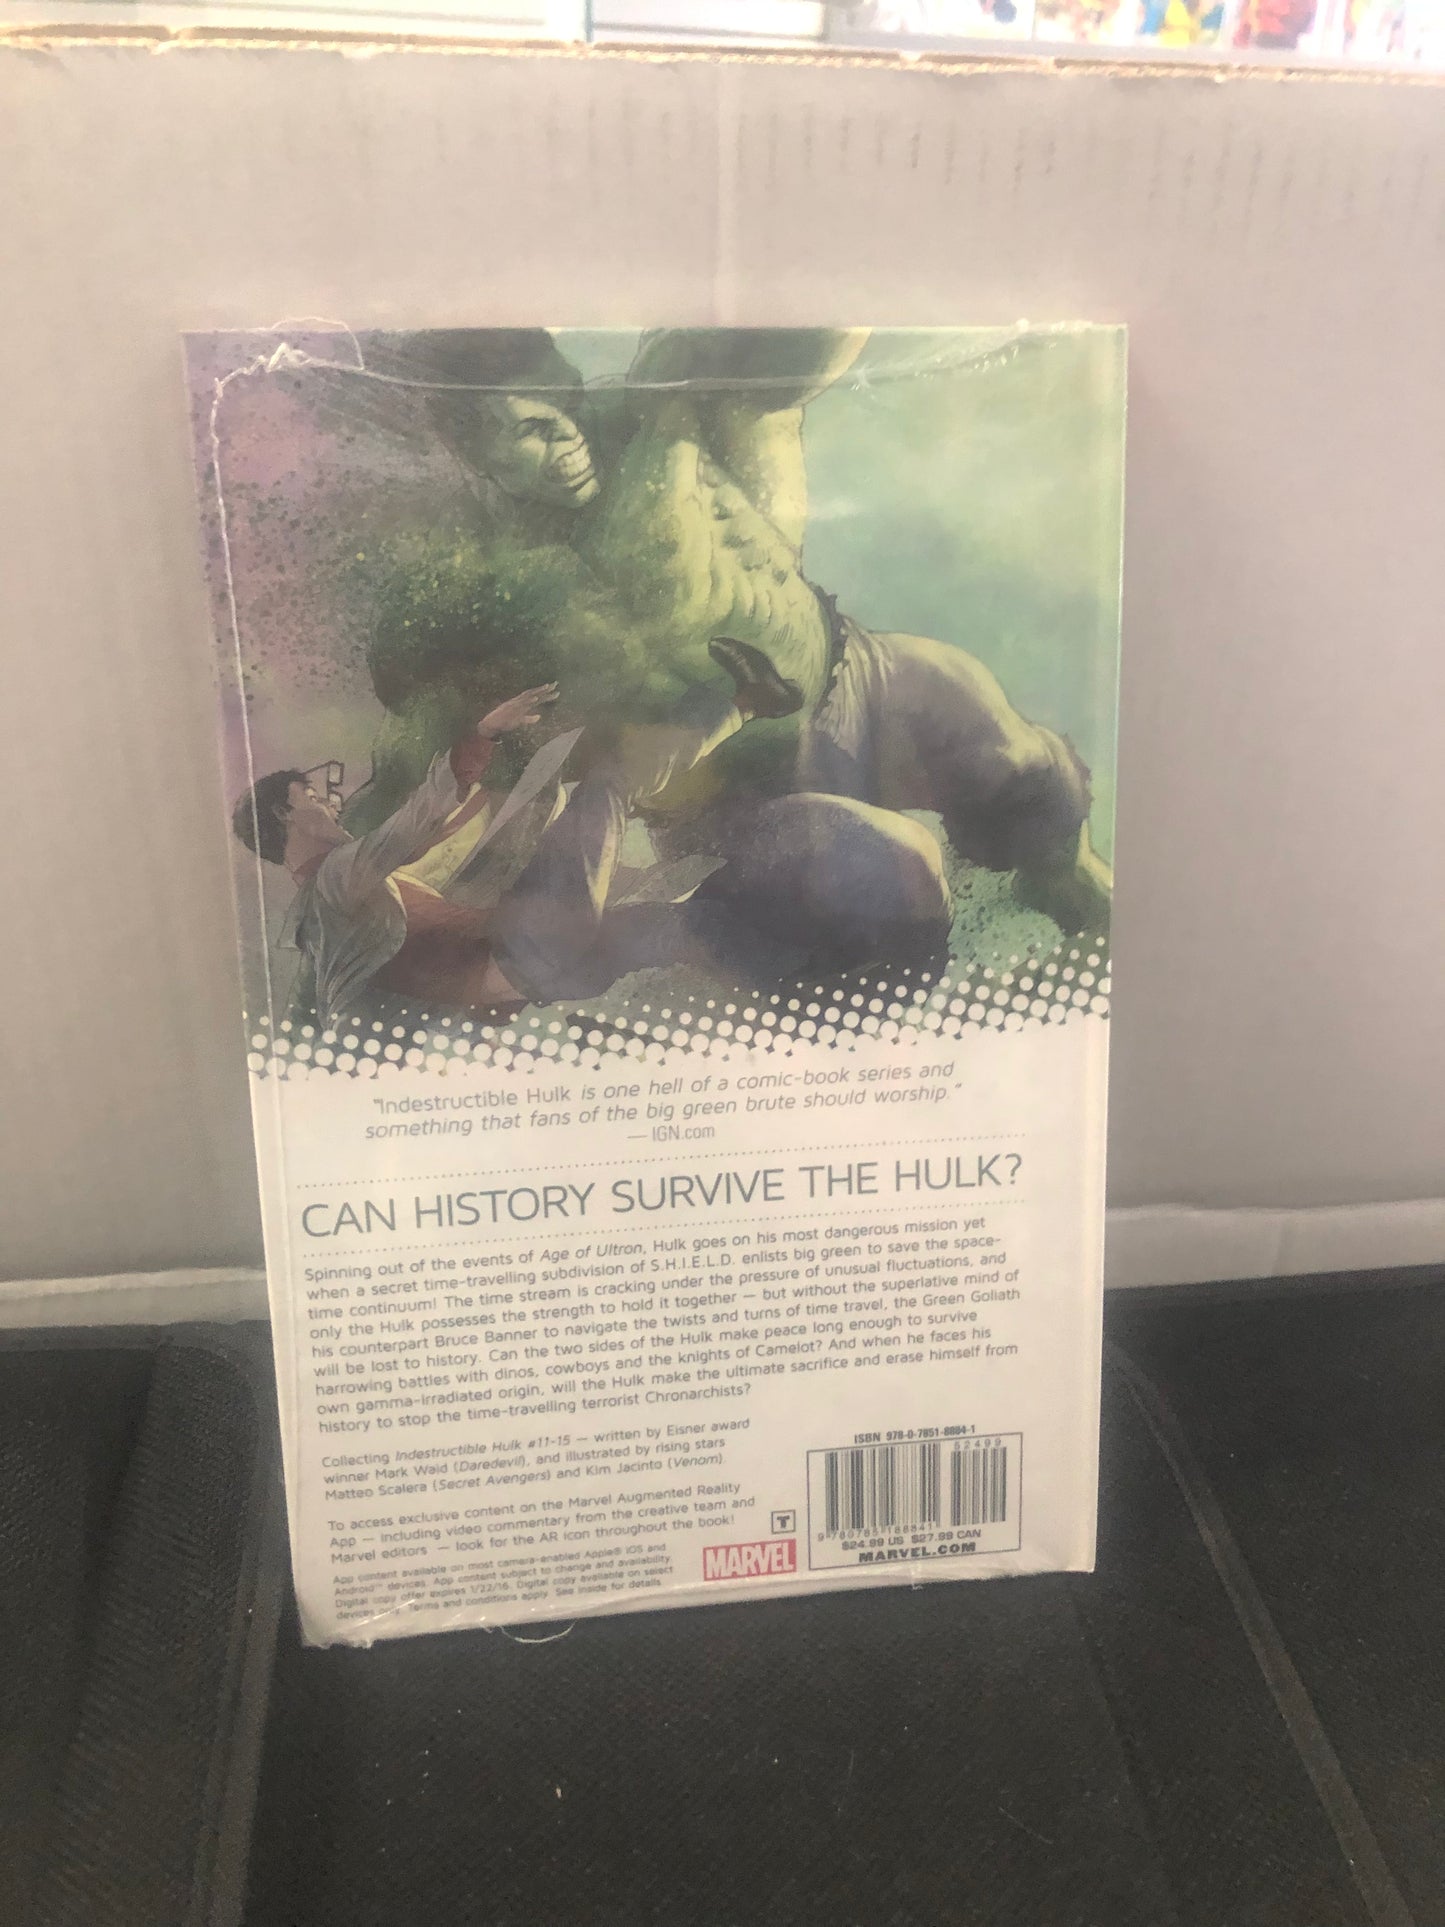 "Indestructible Hulk is one hell of a comic-book series and
something that fans of the big green brute should worship."
— IGN.com
CAN HISTORY SURVIVE THE HULK?
Spinning out of the events of Age of Ultron, Hulk goes on his most dangerous mission yet
when a secret time-travelling subdivision of S.H.I.E.L.D. enlists big green to save the space-
time continuum! The time stream is cracking under the pressure of unusual fluctuations, and
only the Hulk possesses the strength to hold it together — but without the superlative mind of
his counterpart Bruce Banner to navigate the twists and turns of time travel, the Green Goliath
will be lost to history. Can the two sides of the Hulk make peace long enough to survive
harrowing battles with dinos, cowboys and the knights of Camelot? And when he faces his
own gamma-irradiated origin, will the Hulk make the ultimate sacrifice and erase himself from
history to stop the time-travelling terrorist Chronarchists?
Collecting Indestructible Hulk #11-15 — written by Eisner award
winner Mark Waid (Daredevil), and illustrated by rising stars
Matteo Scalera (Secret Avengers) and Kim Jacinto (Venom).
To access exclusive content on the Marvel Augmented Reality
App — including video commentary from the creative team and
Marvel editors — look for the AR icon throughout the book!
App content available on most camera-enabled Apple® iOS and
Android™ devices. App content subject to change and availability.
Digital copy offer expires 1/22/16. Digital copy available on select
devices only. Terms and conditions apply. See inside for details.
T
MARVEL
ISBN 978-0-7851-8884-1
52499
9 780785 188841
$24.99 US $27.99 CAN
MARVEL.COM